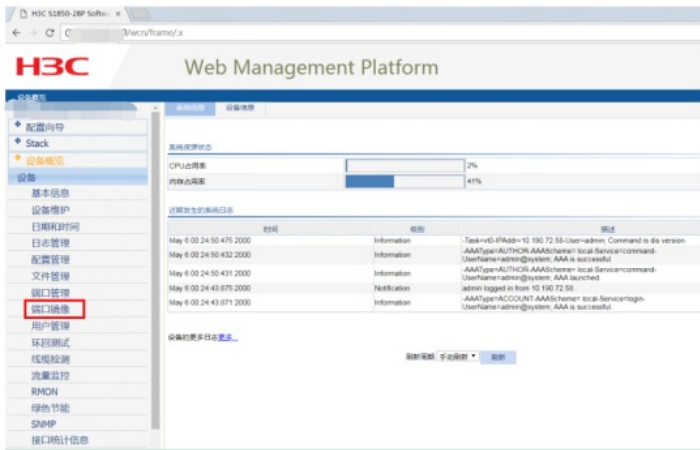 H3C S1850-28P Softw
/wcn/frame/.x
H3C
Web Management Platform
设备概览
系统信息 设备信息
配置向导
Stack
设备概览
设备
基本信息
设备维护
日期和时间
日志管理
配置管理
文件管理
端口管理
端口镜像
用户管理
环回测试
线缆检测
流量监控
RMON
绿色节能
SNMP
接口统计信息
系统资源状态
CPU占用率 2%
内存占用率 41%
近期发生的系统日志
时间 级别 描述
May 6 00:24:50:475 2000 Information -Task=vt0-IPAddr=10.190.72.58-User=admin; Command is dis version
May 6 00:24:50:432 2000 Information -AAAType=AUTHOR-AAAScheme= local-Service=command-
UserName=admin@system; AAA is successful.
May 6 00:24:50:431 2000 Information -AAAType=AUTHOR-AAAScheme= local-Service=command-
UserName=admin@system; AAA launched.
May 6 00:24:43:875 2000 Notification admin logged in from 10.190.72.58.
May 6 00:24:43:871 2000 Information -AAAType=ACCOUNT-AAAScheme= local-Service=login-
UserName=admin@system; AAA is successful.
设备的更多日志更多...
刷新周期 手动刷新 刷新